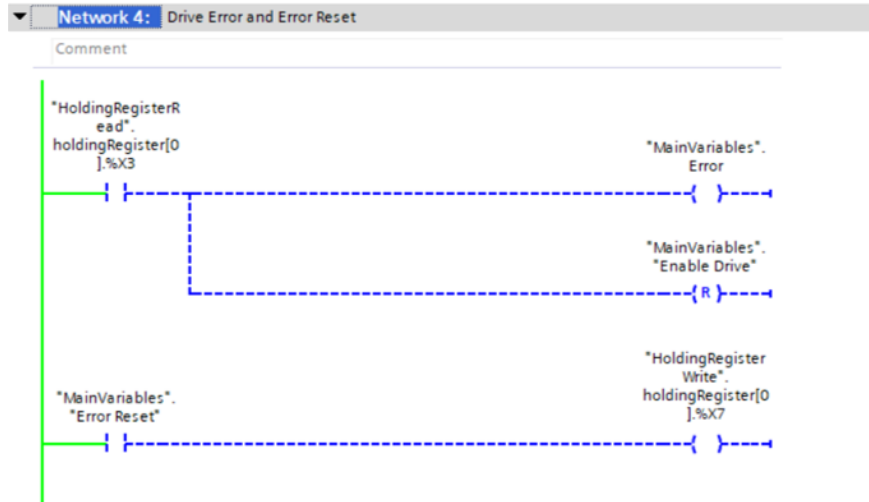 Network 4: Drive Error and Error Reset
Comment
"HoldingRegisterR
ead".
holdingRegister[0
].%X3
"MainVariables".
Error
"MainVariables".
"Enable Drive"
R
"HoldingRegister
Write".
holdingRegister[0
].%X7
"MainVariables".
"Error Reset"